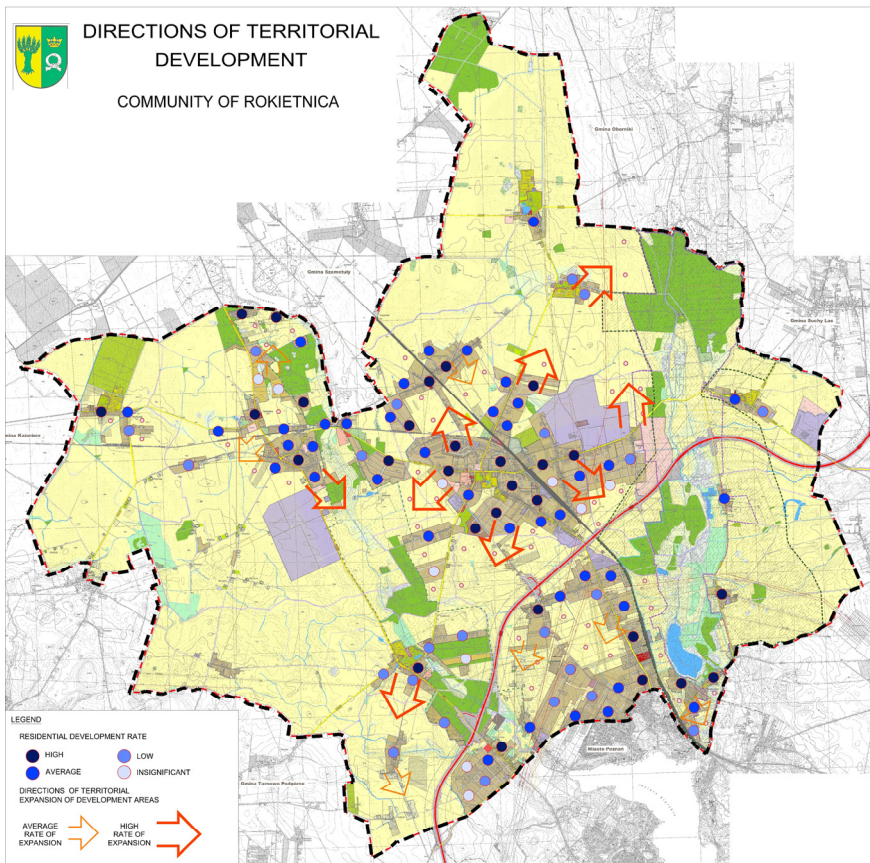 DIRECTIONS OF TERRITORIAL
DEVELOPMENT
COMMUNITY OF ROKIETNICA
Gmina Oborniki
Gmina Szamotuły
Gmina Suchy Las
Miasto Poznań
Gmina Tarnowo Podgórne
LEGEND
RESIDENTIAL DEVELOPMENT RATE
HIGH
LOW
AVERAGE
INSIGNIFICANT
DIRECTIONS OF TERRITORIAL
EXPANSION OF DEVELOPMENT AREAS
AVERAGE
RATE OF
EXPANSION
HIGH
RATE OF
EXPANSION